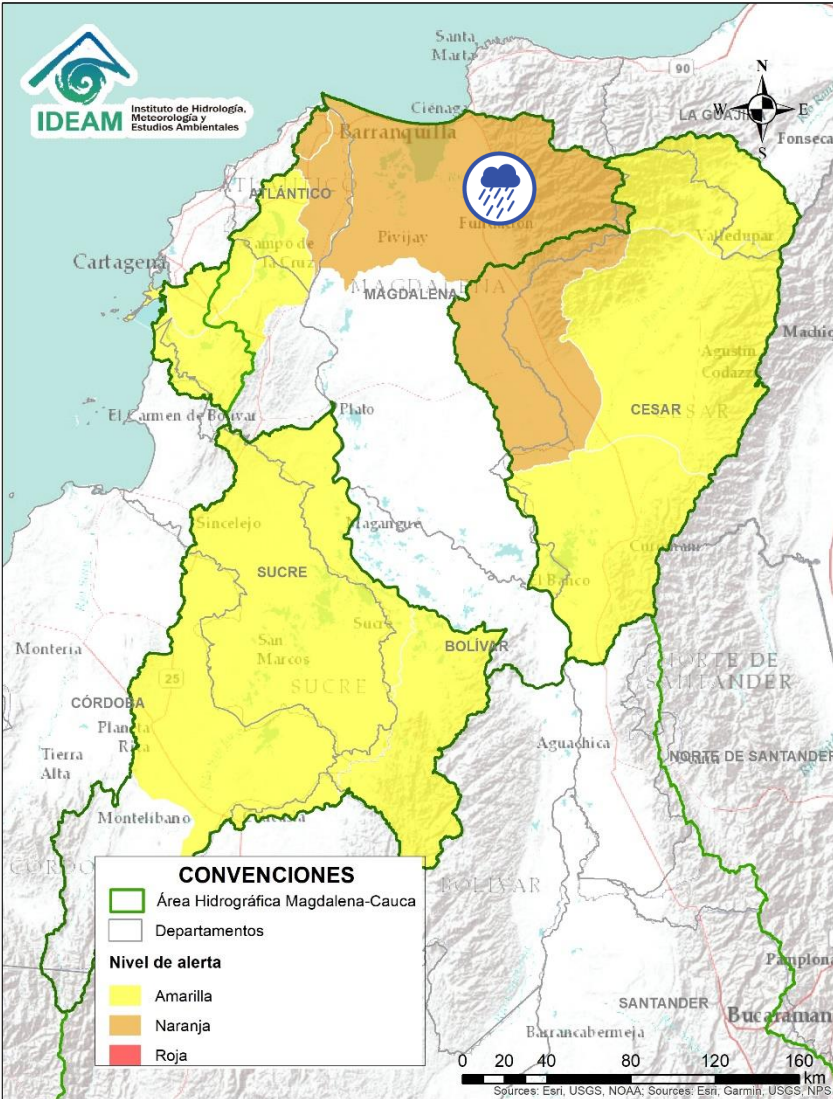 IDEAM
Instituto de Hidrología,
Meteorología y
Estudios Ambientales
Santa
Marta
90
N
W
E
S
LA GUAJIRA
Fonseca
Ciénaga
Barranquilla
ATLÁNTICO
Fundación
Pivijay
Valledupar
Campo de
la Cruz
Cartagena
MAGDALENA
MAGDALENA
Agustín
Codazzi
El Carmen de Bolívar
Plato
CESAR
CESAR
Sincelejo
Magangue
SUCRE
El Banco
Sucre
BOLÍVAR
San
Marcos
Montería
SUCRE
NORTE DE
SANTANDER
25
CÓRDOBA
Planeta
Rica
Tierra
Alta
Aguachica
NORTE DE SANTANDER
Montelibano
BOLÍVAR
CONVENCIONES
Área Hidrográfica Magdalena-Cauca
Departamentos
Nivel de alerta
Amarilla
Naranja
Roja
Pamplona
SANTANDER
Bucaraman
Barrancabermeja
0 20 40 80 120 160
km
Sources: Esri, USGS, NOAA; Sources: Esri, Garmin, USGS, NPS